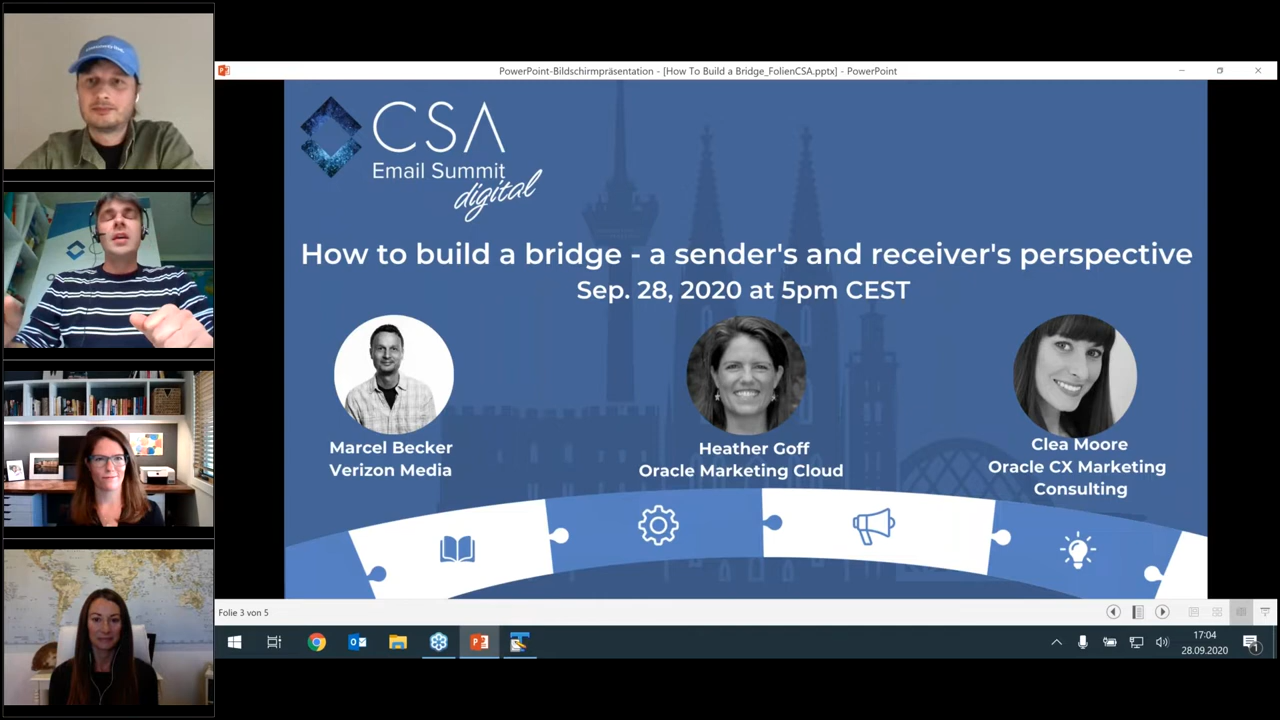 PowerPoint-Bildschirmpräsentation - [How To Build a Bridge_FolienCSA.pptx] - PowerPoint
CSA
Email Summit
digital
How to build a bridge - a sender's and receiver's perspective
Sep. 28, 2020 at 5pm CEST
Marcel Becker
Verizon Media
Heather Goff
Oracle Marketing Cloud
Clea Moore
Oracle CX Marketing
Consulting
Folie 3 von 5
17:04
28.09.2020
1